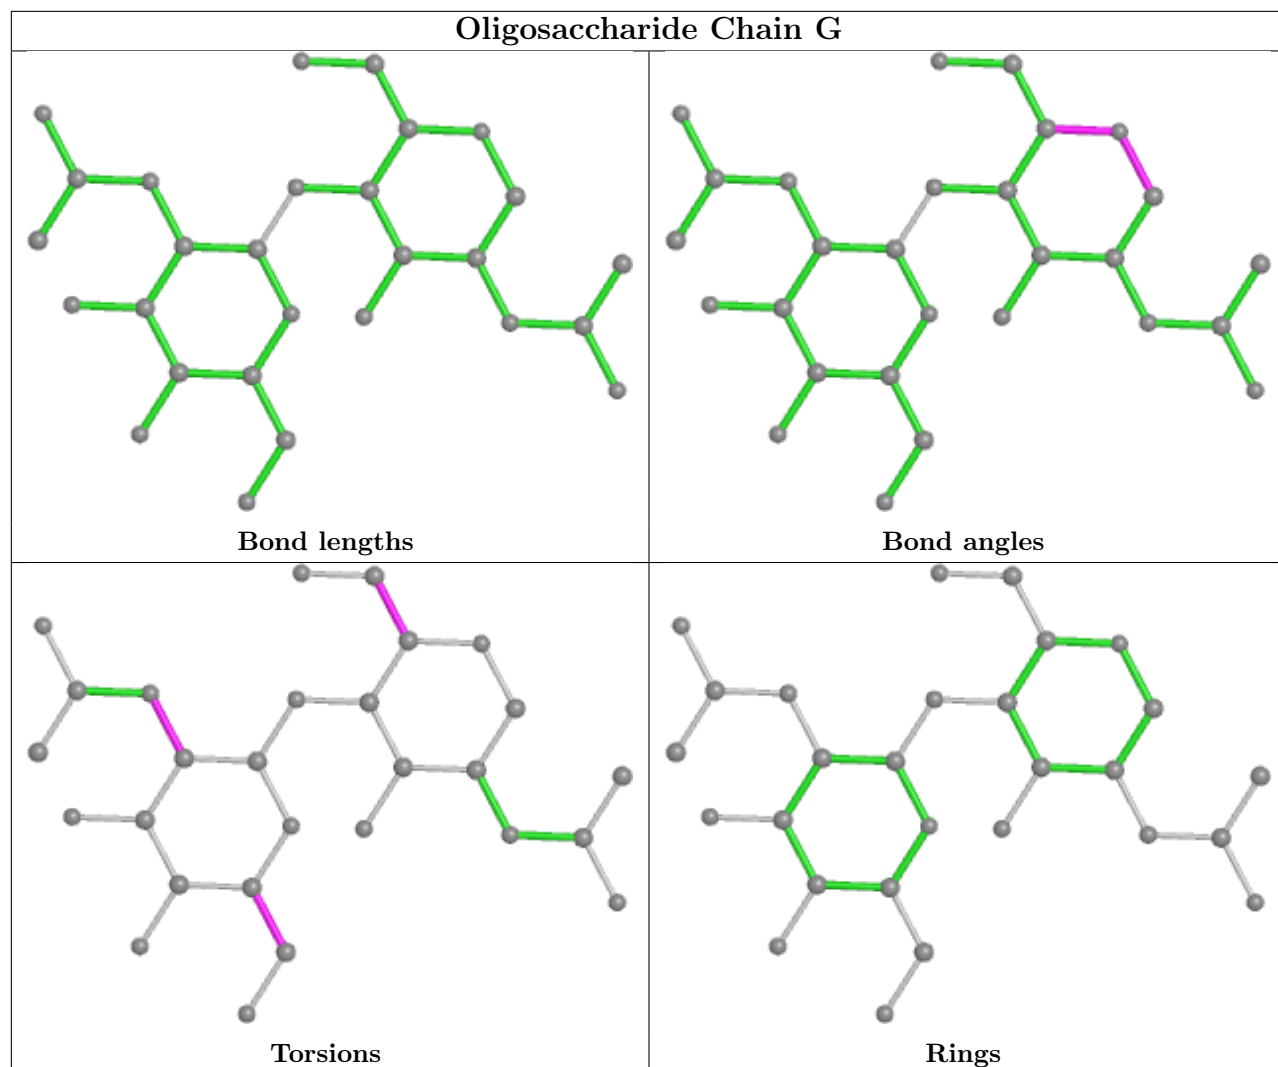 Oligosaccharide Chain G
Bond lengths
Bond angles
Torsions
Rings